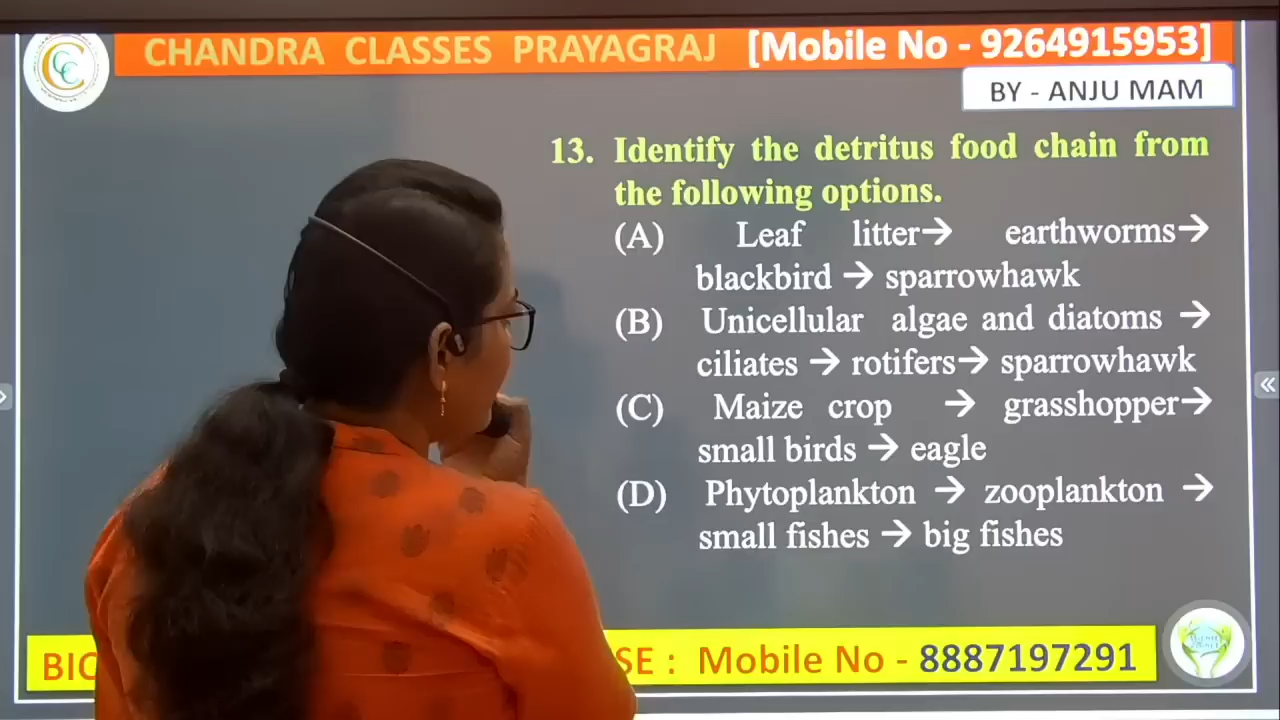 CHANDRA CLASSES PRAYAGRAJ [Mobile No - 9264915953]
BY - ANJU MAM
13. Identify the detritus food chain from
the following options.
(A) Leaf litter→ earthworms→
blackbird → sparrowhawk
(B) Unicellular algae and diatoms →
ciliates → rotifers→ sparrowhawk
(C) Maize crop → grasshopper→
small birds → eagle
(D) Phytoplankton → zooplankton →
small fishes → big fishes
SE : Mobile No - 8887197291